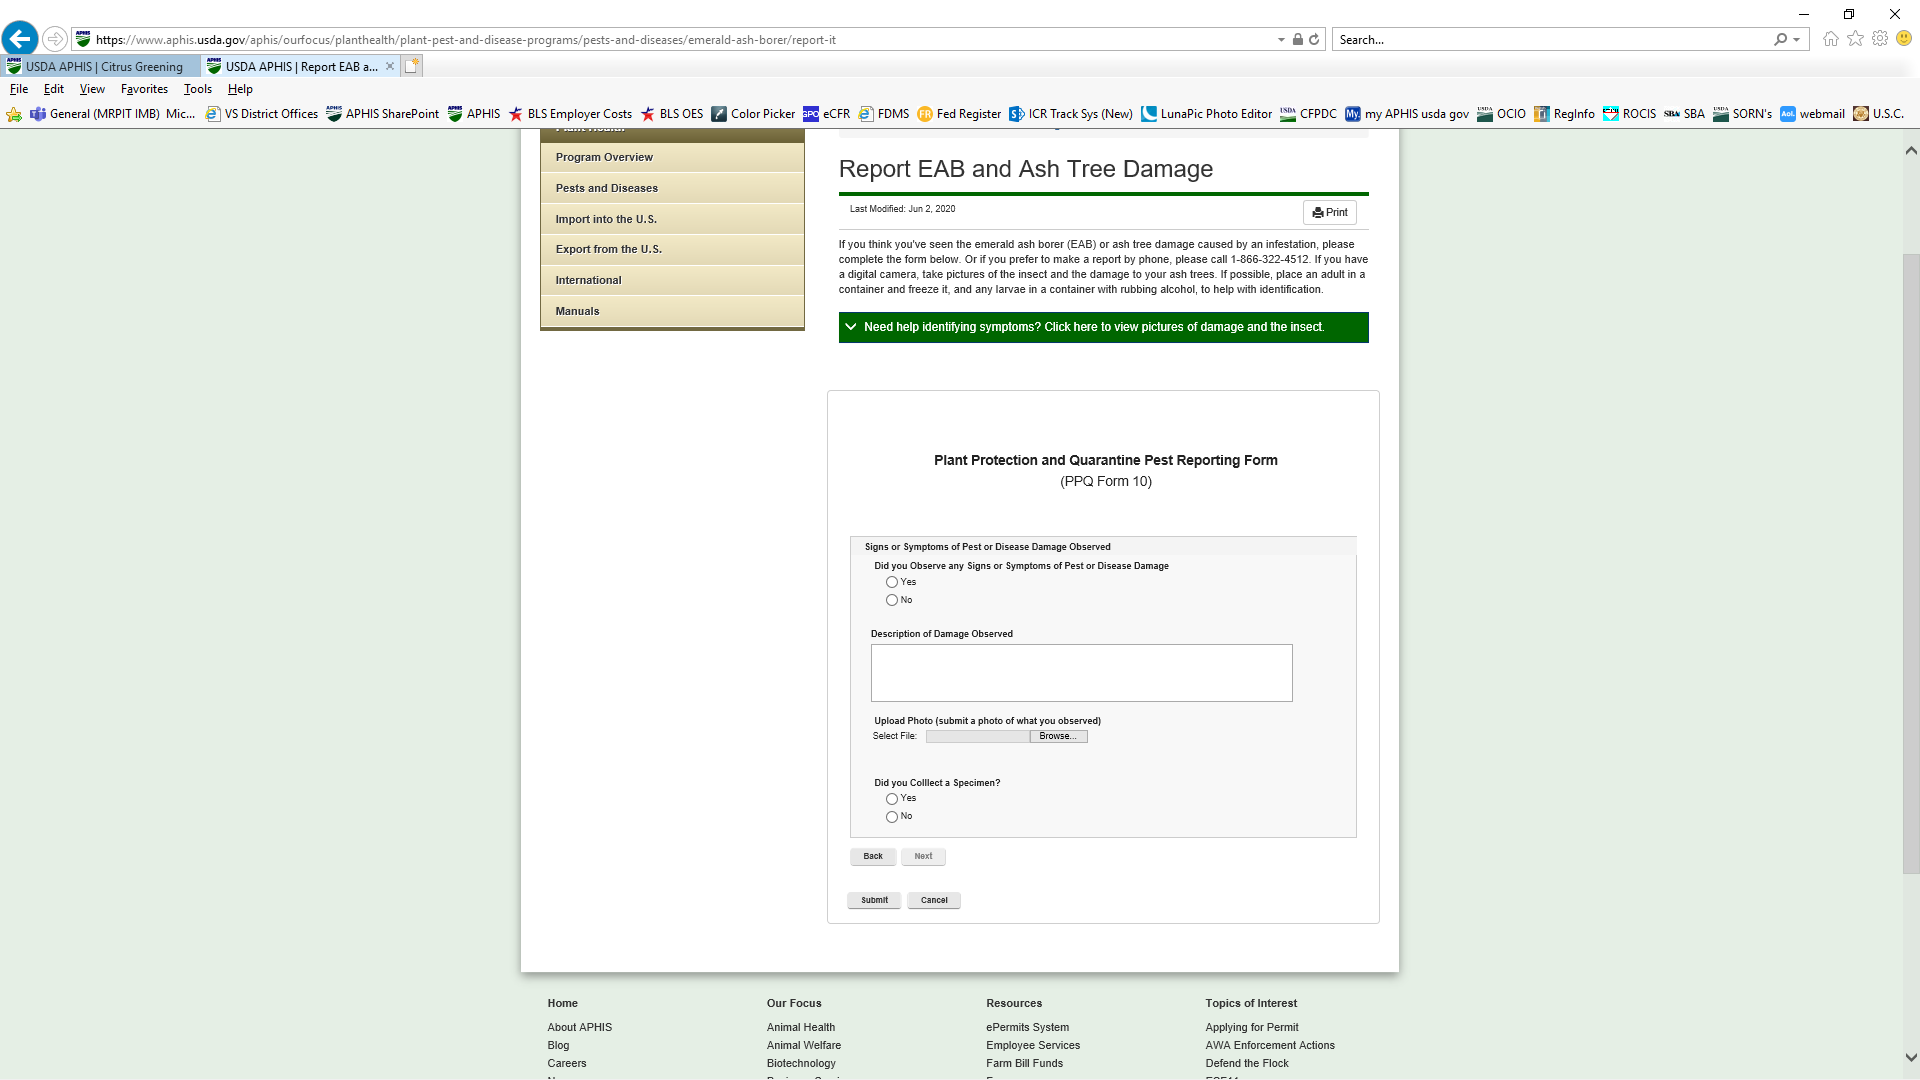 https://www.aphis.usda.gov/aphis/ourfocus/planthealth/plant-pest-and-disease-programs/pests-and-diseases/emerald-ash-borer/report-it
Search...
USDA APHIS | Citrus Greening
USDA APHIS | Report EAB a...
File Edit View Favorites Tools Help
General (MRPIT IMB) Mic... VS District Offices APHIS SharePoint APHIS BLS Employer Costs BLS OES Color Picker eCFR FDMS Fed Register ICR Track Sys (New) LunaPic Photo Editor CFPDC my APHIS usda gov OCIO RegInfo ROCIS SBA SORN's webmail U.S.C.
Plant Health
Program Overview
Pests and Diseases
Import into the U.S.
Export from the U.S.
International
Manuals
Report EAB and Ash Tree Damage
Last Modified: Jun 2, 2020
Print
If you think you've seen the emerald ash borer (EAB) or ash tree damage caused by an infestation, please
complete the form below. Or if you prefer to make a report by phone, please call 1-866-322-4512. If you have
a digital camera, take pictures of the insect and the damage to your ash trees. If possible, place an adult in a
container and freeze it, and any larvae in a container with rubbing alcohol, to help with identification.
Need help identifying symptoms? Click here to view pictures of damage and the insect.
Plant Protection and Quarantine Pest Reporting Form
(PPQ Form 10)
Signs or Symptoms of Pest or Disease Damage Observed
Did you Observe any Signs or Symptoms of Pest or Disease Damage
Yes
No
Description of Damage Observed
Upload Photo (submit a photo of what you observed)
Select File: Browse...
Did you Colllect a Specimen?
Yes
No
Back Next
Submit Cancel
Home Our Focus Resources Topics of Interest
About APHIS Animal Health ePermits System Applying for Permit
Blog Animal Welfare Employee Services AWA Enforcement Actions
Careers Biotechnology Farm Bill Funds Defend the Flock